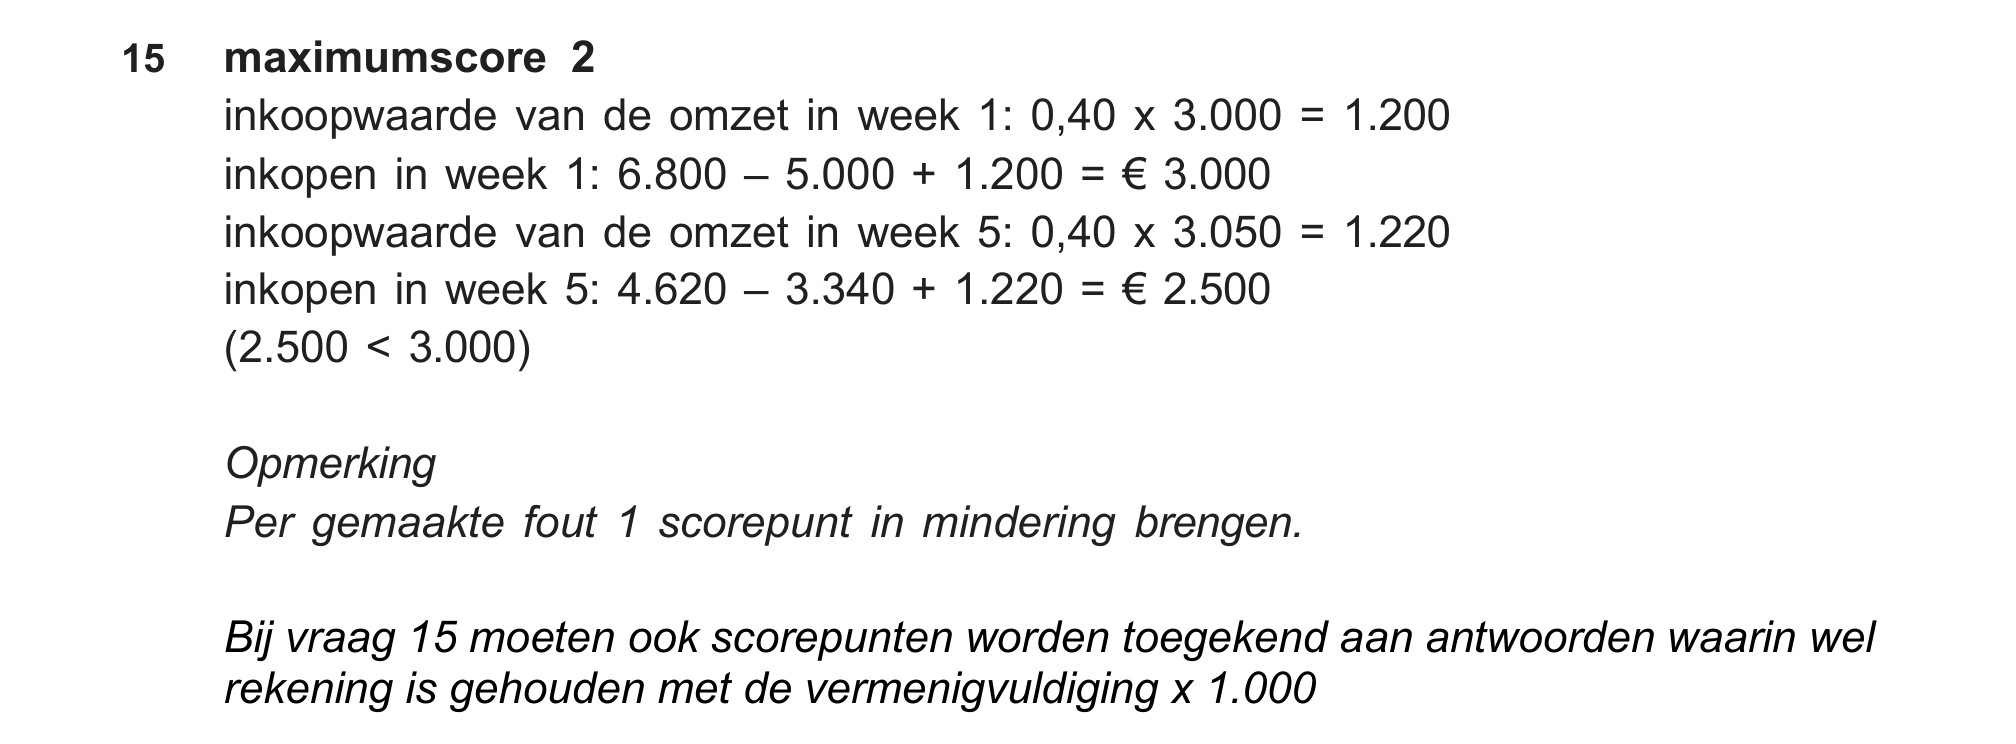 15 maximumscore 2
inkoopwaarde van de omzet in week 1: 0,40 x 3.000 = 1.200
inkopen in week 1: 6.800 – 5.000 + 1.200 = € 3.000
inkoopwaarde van de omzet in week 5: 0,40 x 3.050 = 1.220
inkopen in week 5: 4.620 – 3.340 + 1.220 = € 2.500
(2.500 < 3.000)
Opmerking
Per gemaakte fout 1 scorepunt in mindering brengen.
Bij vraag 15 moeten ook scorepunten worden toegekend aan antwoorden waarin wel
rekening is gehouden met de vermenigvuldiging x 1.000